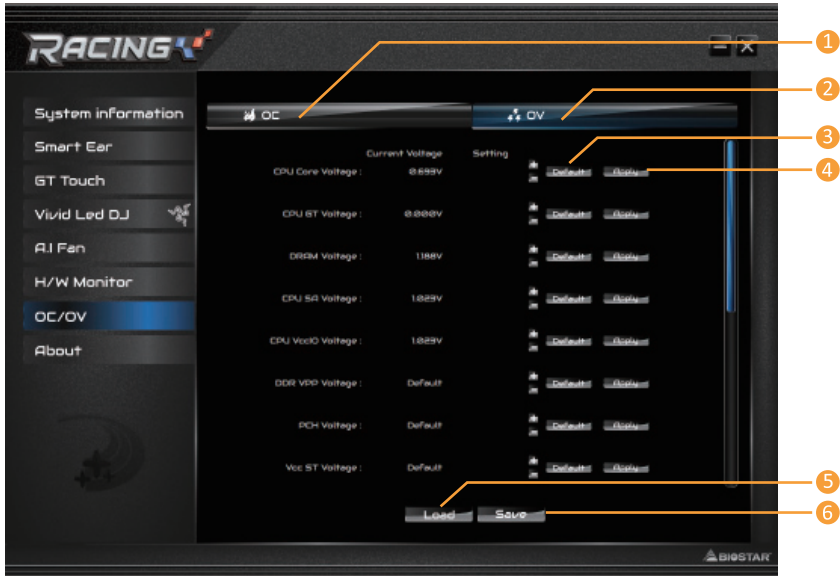 RACING
1
2
System information
OC
OV
Smart Ear
3
Current Voltage Setting
CPU Core Voltage : 0.693V Default Apply 4
GT Touch
Vivid Led DJ
CPU GT Voltage : 0.000V Default Apply
A.I Fan
DRAM Voltage : 1.188V Default Apply
H/W Monitor
CPU SA Voltage : 1.029V Default Apply
OC/OV
CPU VccIO Voltage : 1.029V Default Apply
About
DDR VPP Voltage : Default Default Apply
PCH Voltage : Default Default Apply
Vcc ST Voltage : Default Default Apply
5
Load Save 6
BIOSTAR